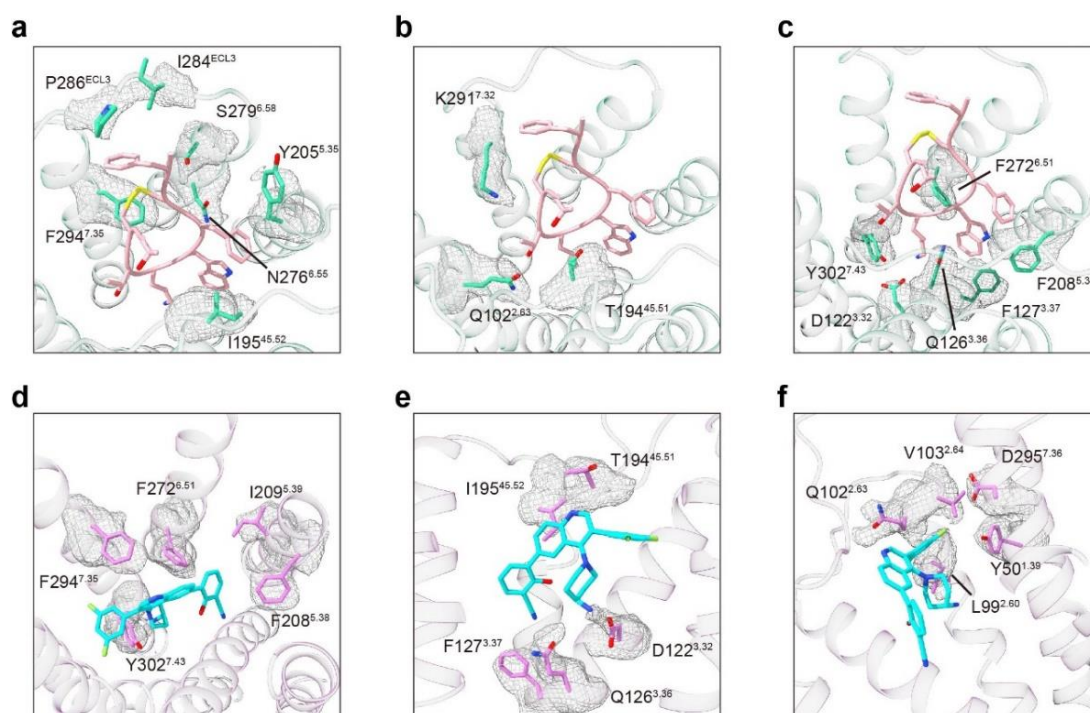 a
I284ᴱᶜᴸ³
P286ᴱᶜᴸ³
S279⁶·⁵⁸
Y205⁵·³⁵
F294⁷·³⁵
N276⁶·⁵⁵
I195⁴⁵·⁵²
b
K291⁷·³²
Q102²·⁶³
T194⁴⁵·⁵¹
c
F272⁶·⁵¹
Y302⁷·⁴³
F208⁵·³
D122³·³²
F127³·³⁷
Q126³·³⁶
d
F272⁶·⁵¹
I209⁵·³⁹
F294⁷·³⁵
F208⁵·³⁸
Y302⁷·⁴³
e
T194⁴⁵·⁵¹
I195⁴⁵·⁵²
F127³·³⁷
D122³·³²
Q126³·³⁶
f
V103²·⁶⁴
D295⁷·³⁶
Q102²·⁶³
Y50¹·³⁹
L99²·⁶⁰